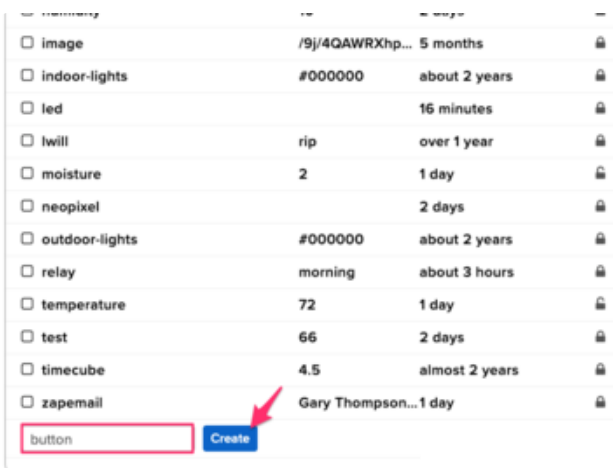 humidity 2 days
image /9j/4QAWRXhp... 5 months
indoor-lights #000000 about 2 years
led 16 minutes
lwill rip over 1 year
moisture 2 1 day
neopixel 2 days
outdoor-lights #000000 about 2 years
relay morning about 3 hours
temperature 72 1 day
test 66 2 days
timecube 4.5 almost 2 years
zapemail Gary Thompson... 1 day
button Create